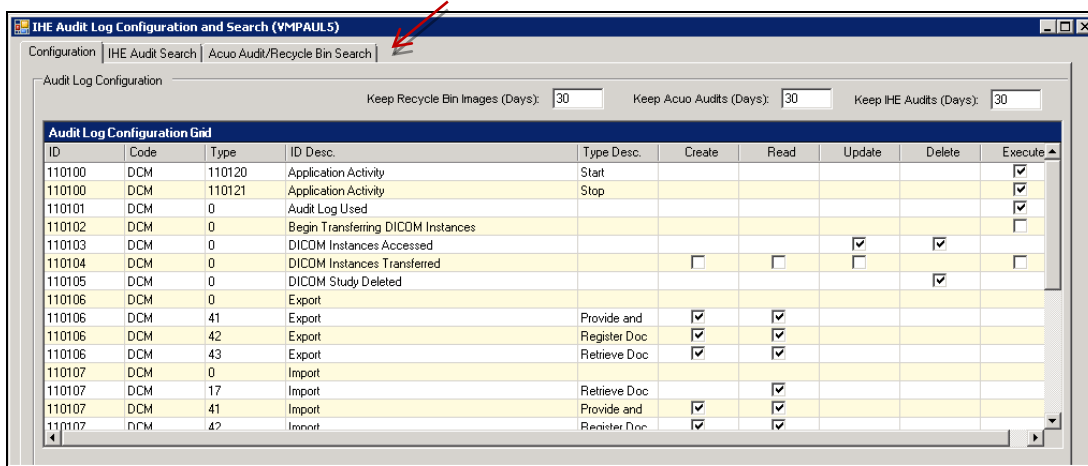 IHE Audit Log Configuration and Search (VMPAUL5)
Configuration IHE Audit Search Acuo Audit/Recycle Bin Search
Audit Log Configuration
Keep Recycle Bin Images (Days): 30 Keep Acuo Audits (Days): 30 Keep IHE Audits (Days): 30
Audit Log Configuration Grid
ID Code Type ID Desc. Type Desc. Create Read Update Delete Execute
110100 DCM 110120 Application Activity Start
110100 DCM 110121 Application Activity Stop
110101 DCM 0 Audit Log Used
110102 DCM 0 Begin Transferring DICOM Instances
110103 DCM 0 DICOM Instances Accessed
110104 DCM 0 DICOM Instances Transferred
110105 DCM 0 DICOM Study Deleted
110106 DCM 0 Export
110106 DCM 41 Export Provide and
110106 DCM 42 Export Register Doc
110106 DCM 43 Export Retrieve Doc
110107 DCM 0 Import
110107 DCM 17 Import Retrieve Doc
110107 DCM 41 Import Provide and
110107 DCM 42 Import Register Doc